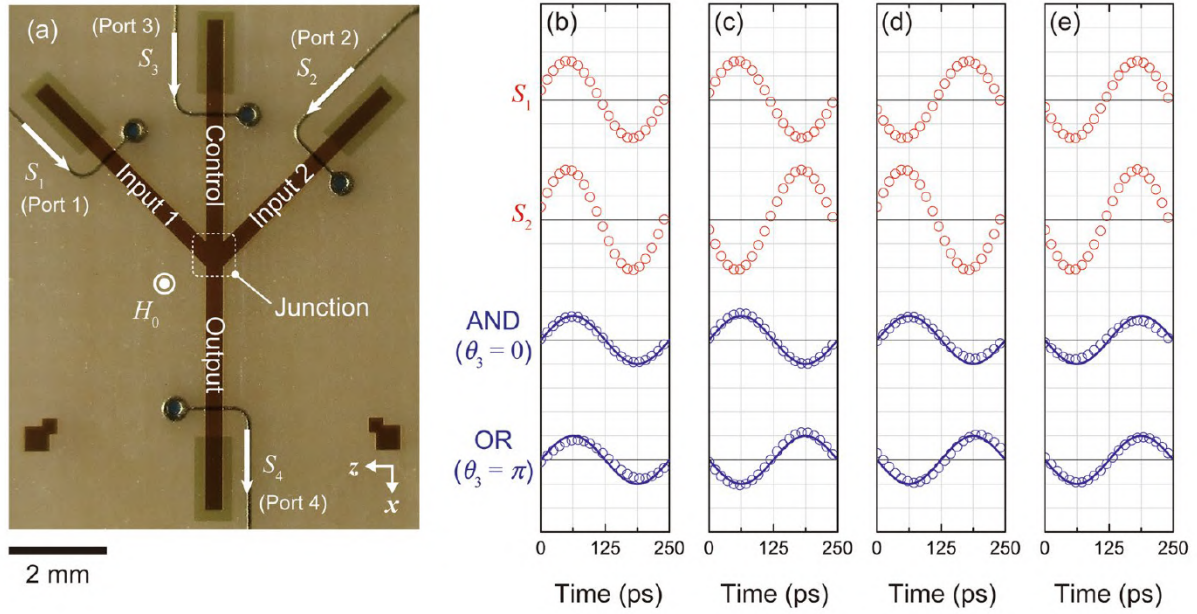 (a)
(Port 3)
S₃
(Port 2)
S₂
S₁
(Port 1)
Input 1
Control
Input 2
H₀
Junction
Output
S₄
(Port 4)
z
x
2 mm
(b) (c) (d) (e)
S₁
S₂
AND
(θ₃ = 0)
OR
(θ₃ = π)
0 125 250 0 125 250 0 125 250 0 125 250
Time (ps) Time (ps) Time (ps) Time (ps)